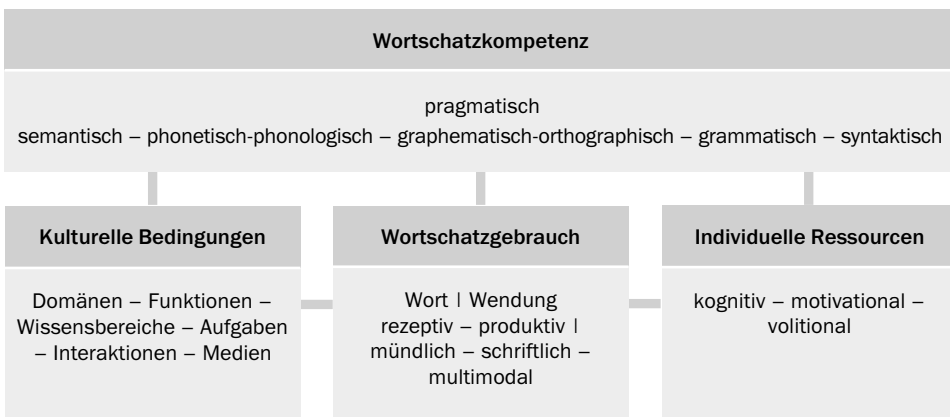 Wortschatzkompetenz
pragmatisch
semantisch – phonetisch-phonologisch – graphematisch-orthographisch – grammatisch – syntaktisch
Kulturelle Bedingungen
Domänen – Funktionen –
Wissensbereiche – Aufgaben
– Interaktionen – Medien
Wortschatzgebrauch
Wort | Wendung
rezeptiv – produktiv |
mündlich – schriftlich –
multimodal
Individuelle Ressourcen
kognitiv – motivational –
volitional